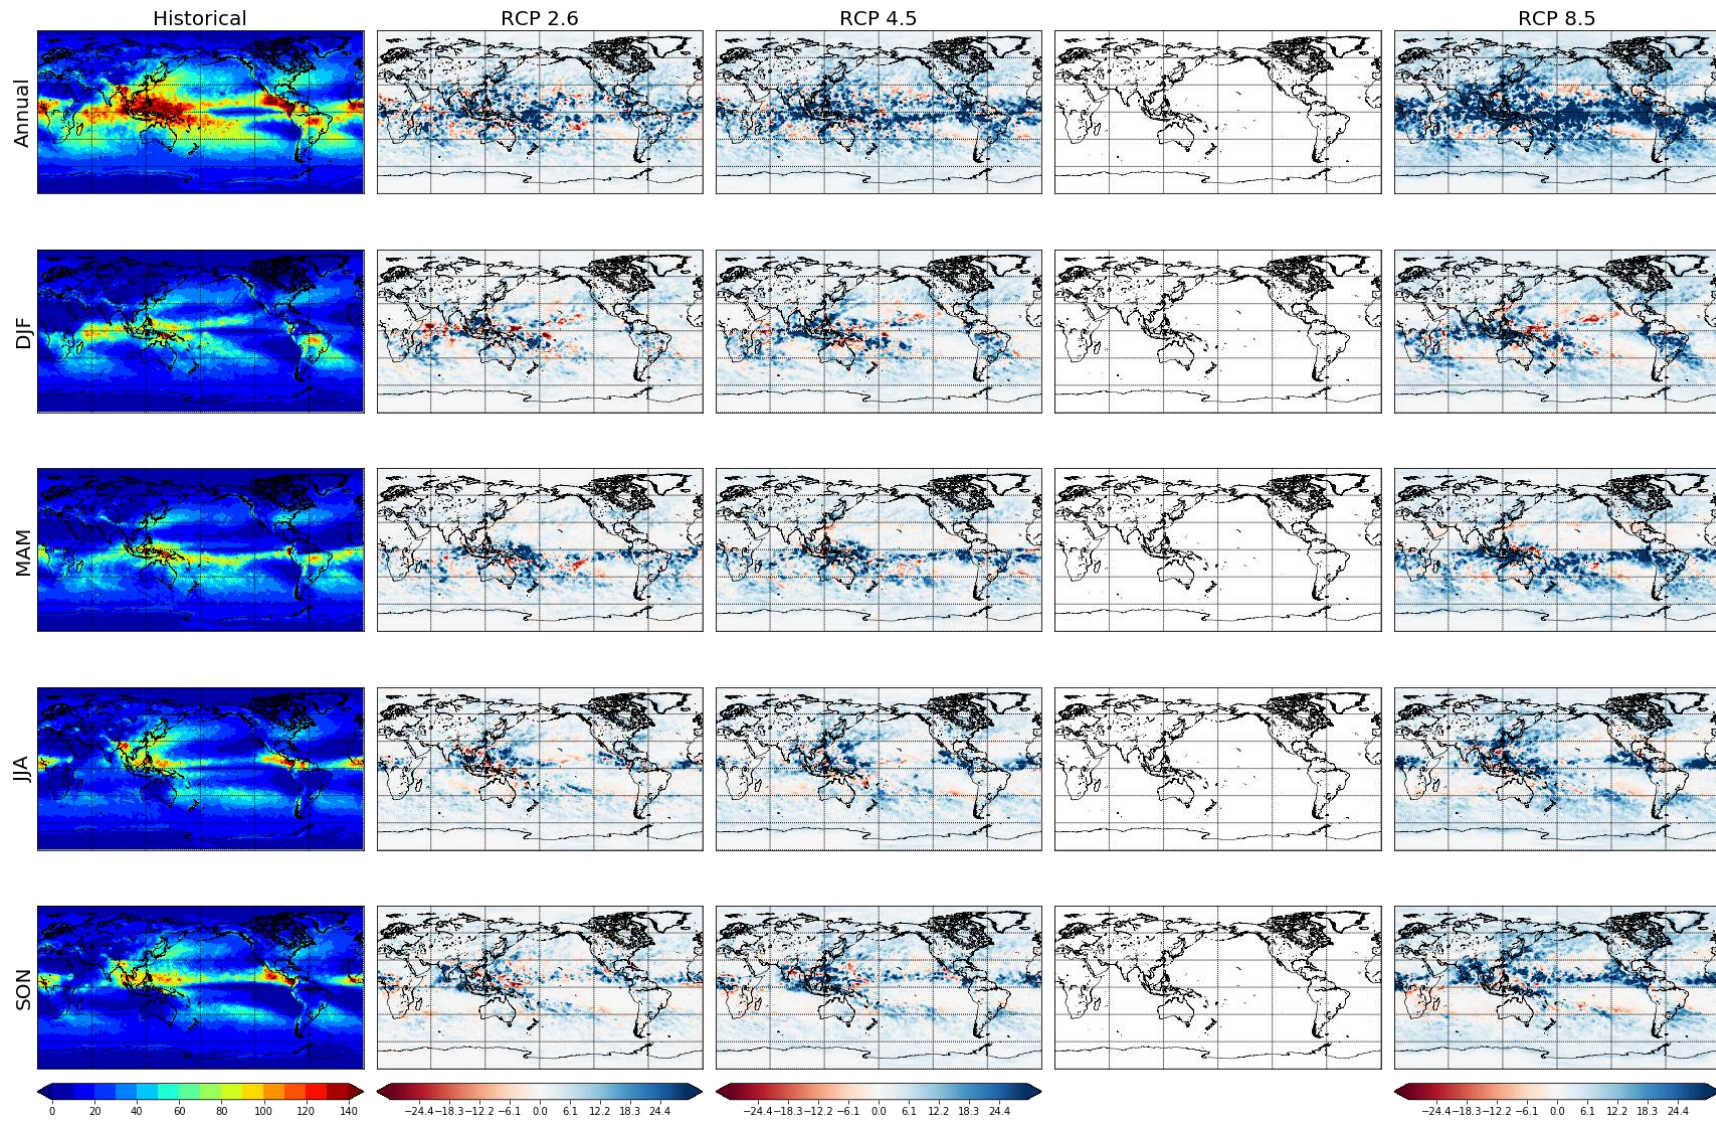 Historical
RCP 2.6
RCP 4.5
RCP 8.5
Annual
DJF
MAM
JJA
SON
0 20 40 60 80 100 120 140
−24.4 −18.3 −12.2 −6.1 0.0 6.1 12.2 18.3 24.4
−24.4 −18.3 −12.2 −6.1 0.0 6.1 12.2 18.3 24.4
−24.4 −18.3 −12.2 −6.1 0.0 6.1 12.2 18.3 24.4